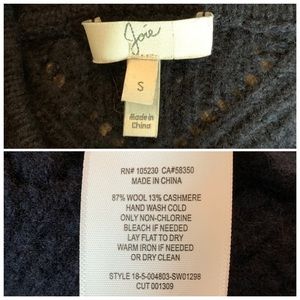 Joie
S
Made in
China
RN# 105230 CA#58350
MADE IN CHINA
87% WOOL 13% CASHMERE
HAND WASH COLD
ONLY NON-CHLORINE
BLEACH IF NEEDED
LAY FLAT TO DRY
WARM IRON IF NEEDED
OR DRY CLEAN
STYLE 18-5-004803-SW01298
CUT 001309